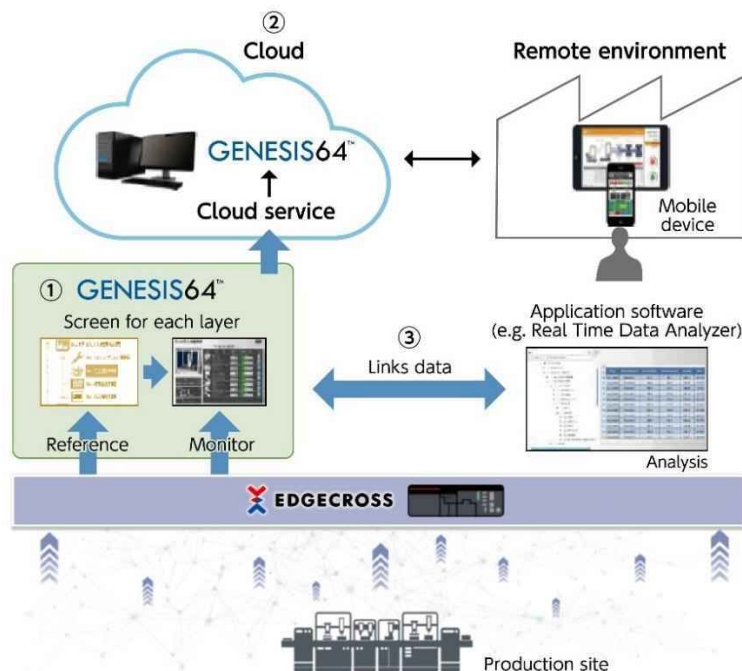 ②
Cloud
GENESIS64™
Cloud service
Remote environment
Mobile
device
① GENESIS64™
Screen for each layer
Reference
Monitor
③
Links data
Application software
(e.g. Real Time Data Analyzer)
Analysis
EDGECROSS
Production site